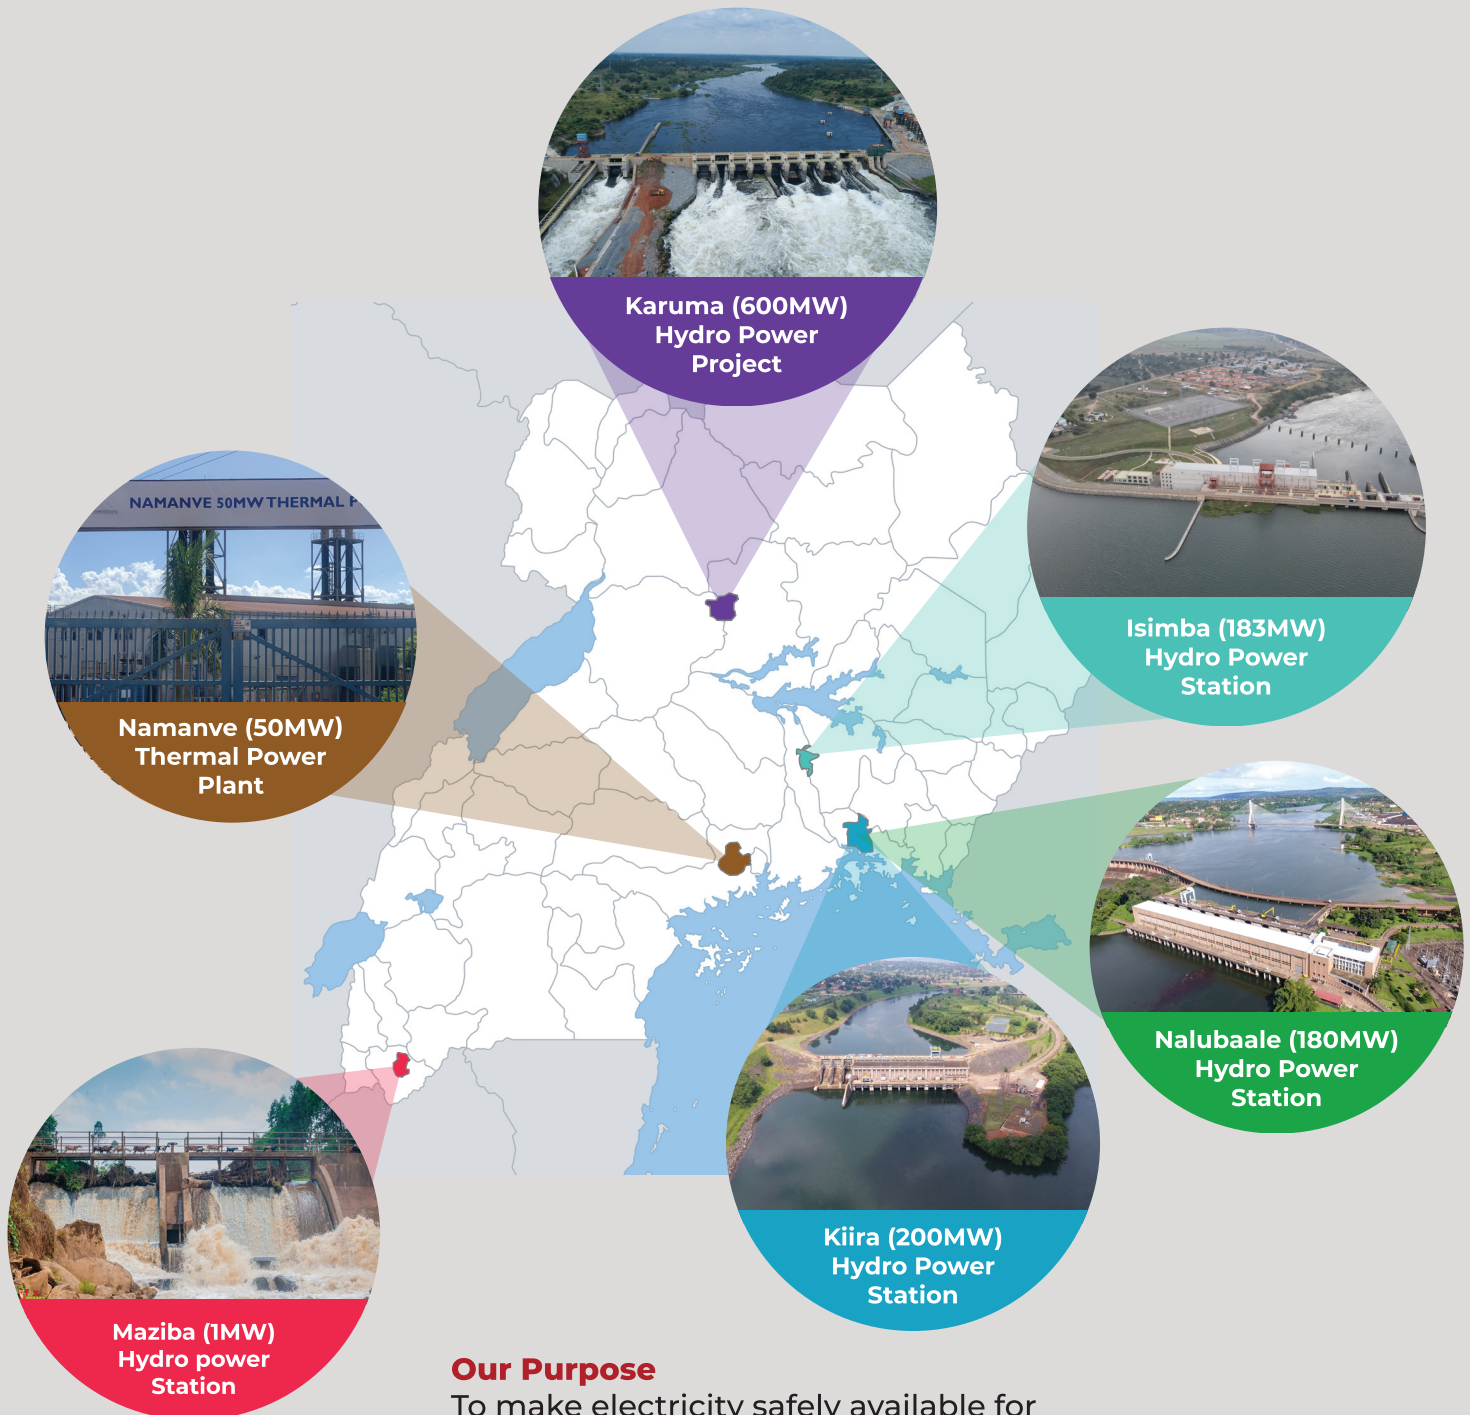 Karuma (600MW)
Hydro Power
Project
Isimba (183MW)
Hydro Power
Station
NAMANVE 50MW THERMAL
Namanve (50MW)
Thermal Power
Plant
Nalubaale (180MW)
Hydro Power
Station
Kiira (200MW)
Hydro Power
Station
Maziba (1MW)
Hydro power
Station
Our Purpose
To make electricity safely available for